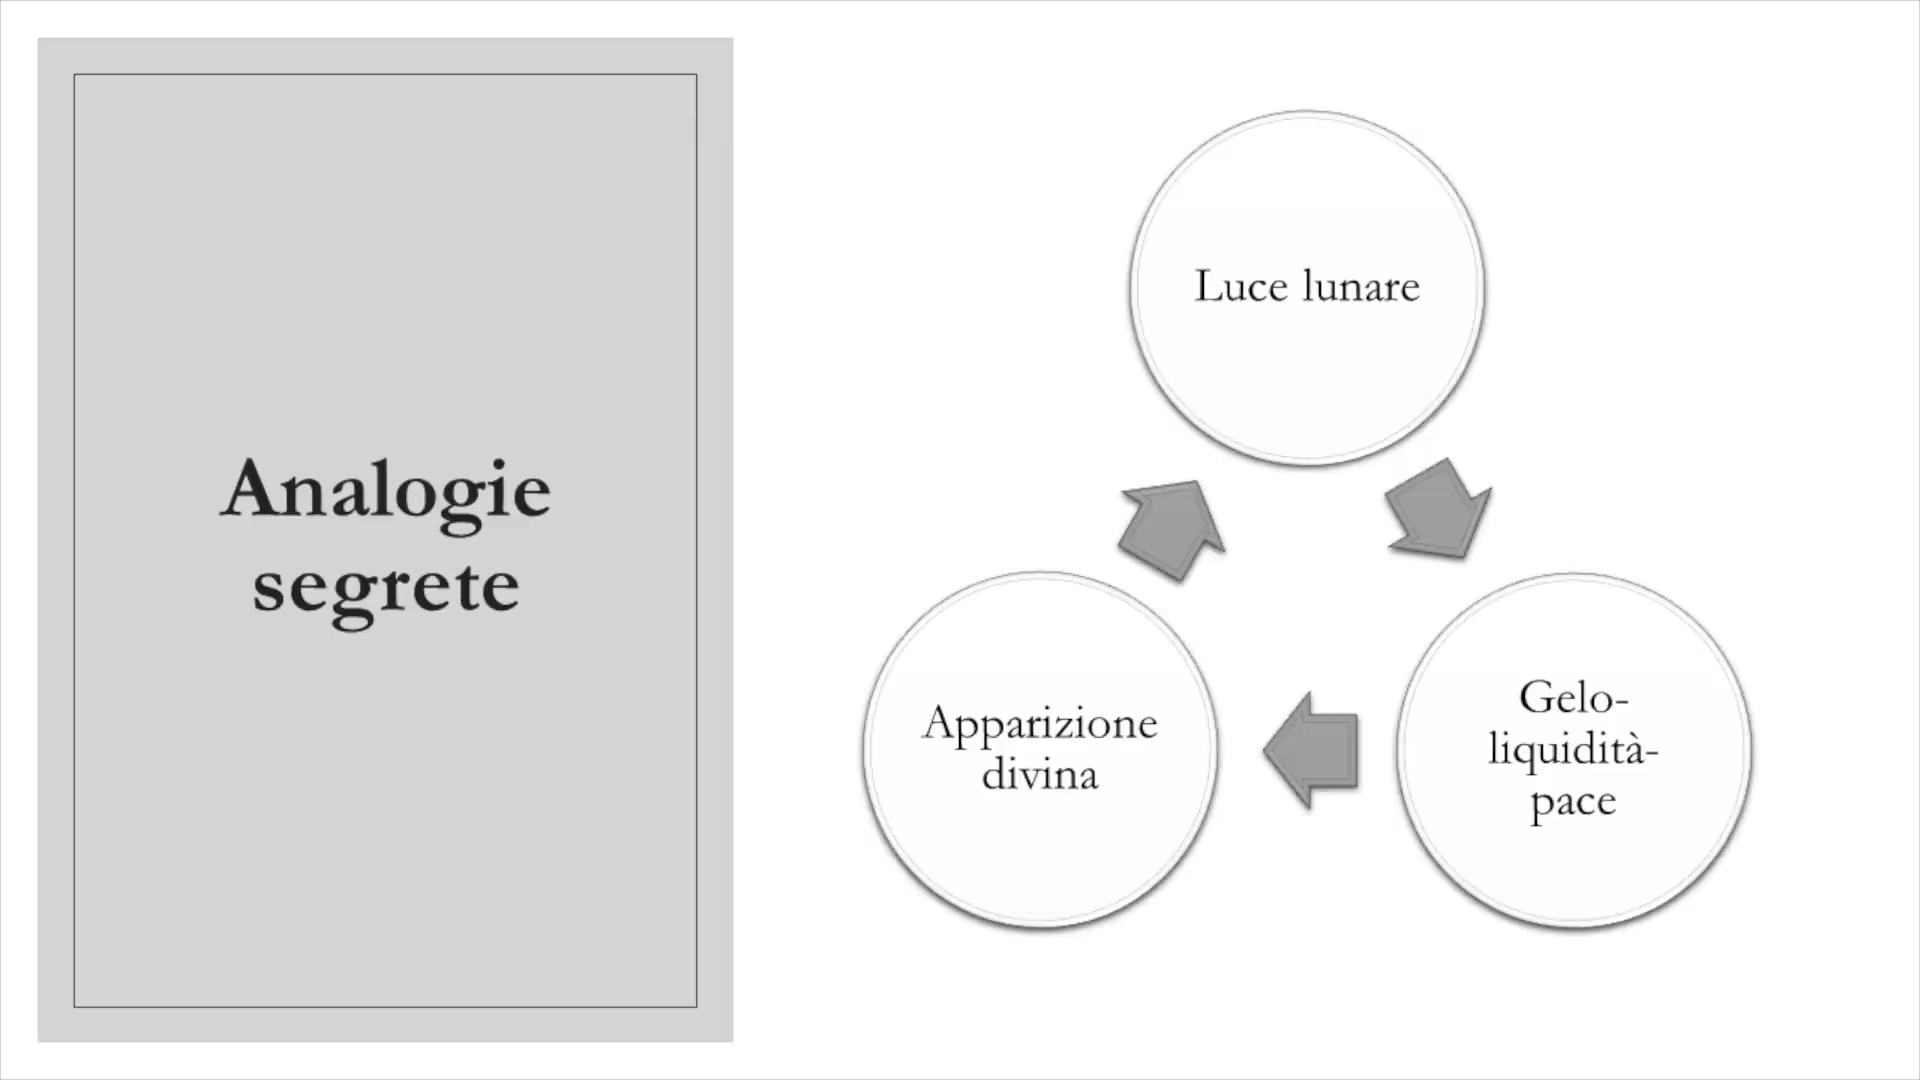 Analogie
segrete
Luce lunare
Gelo-
liquidità-
pace
Apparizione
divina